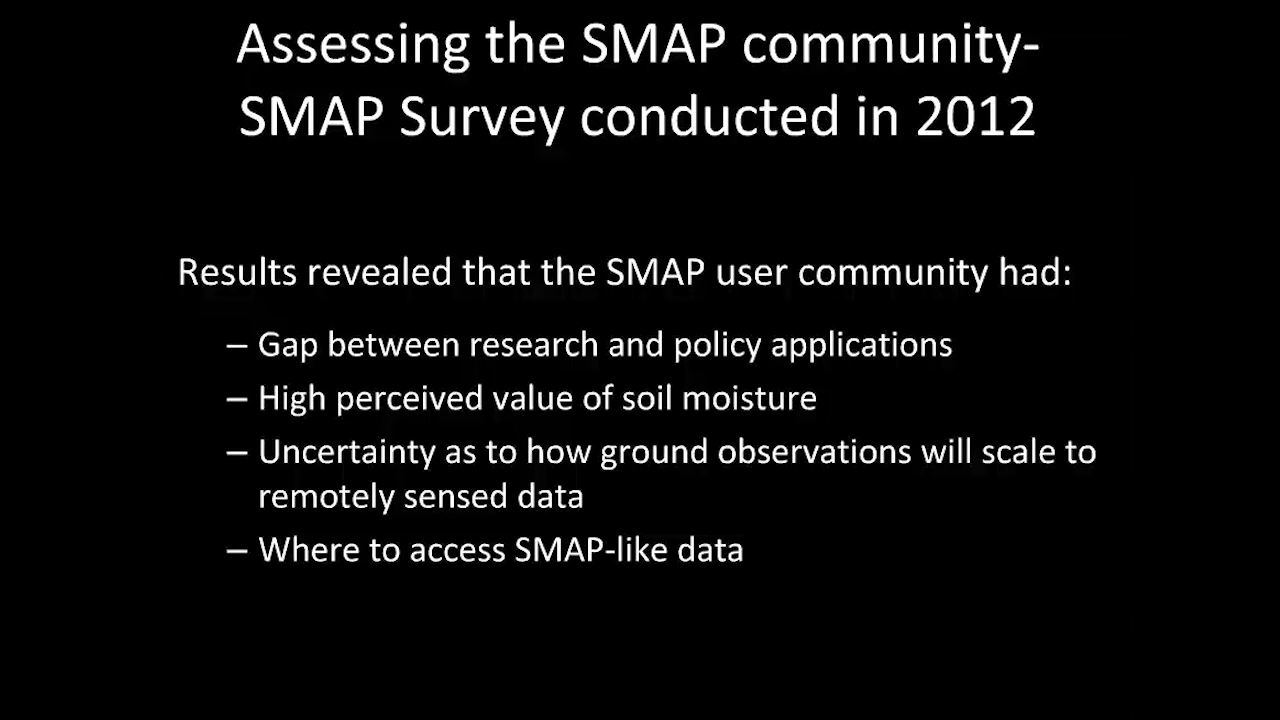 Assessing the SMAP community-
SMAP Survey conducted in 2012
Results revealed that the SMAP user community had:
– Gap between research and policy applications
– High perceived value of soil moisture
– Uncertainty as to how ground observations will scale to
remotely sensed data
– Where to access SMAP-like data